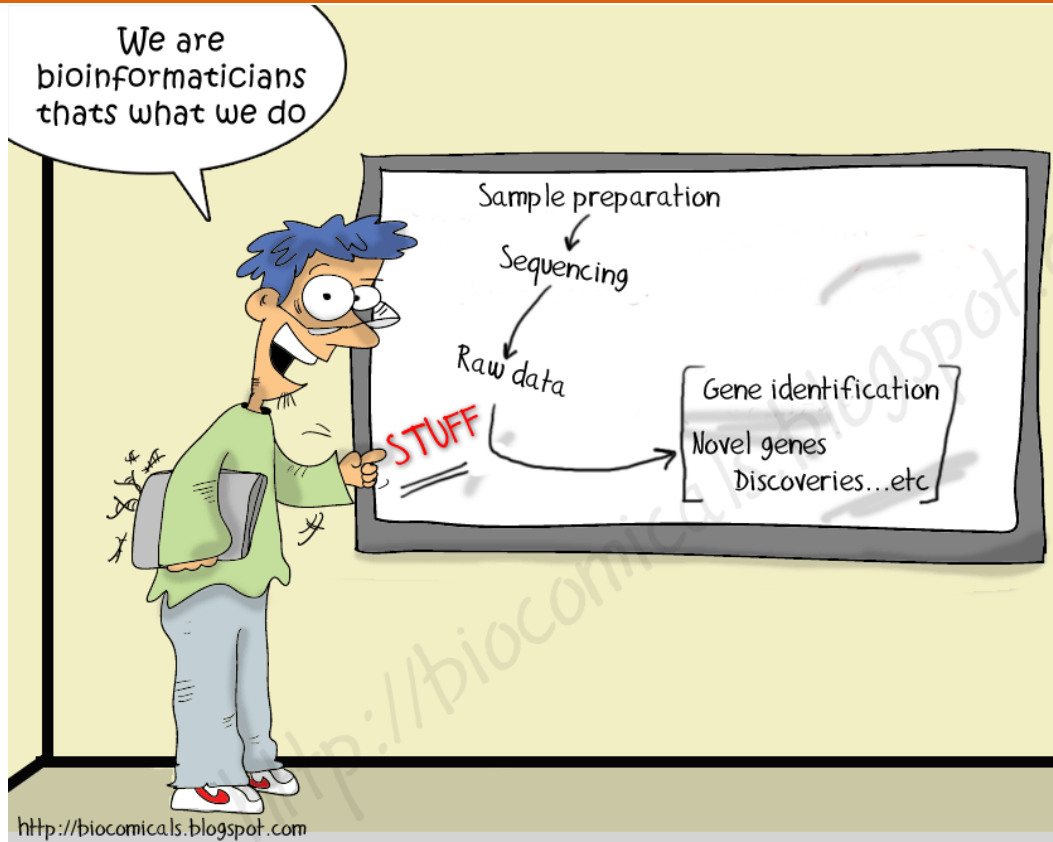 We are
bioinformaticians
thats what we do
Sample preparation
Sequencing
Raw data
STUFF
Gene identification
Novel genes
Discoveries...etc
http://biocomicals.blogspot.com
http://biocomicals.blogspot.